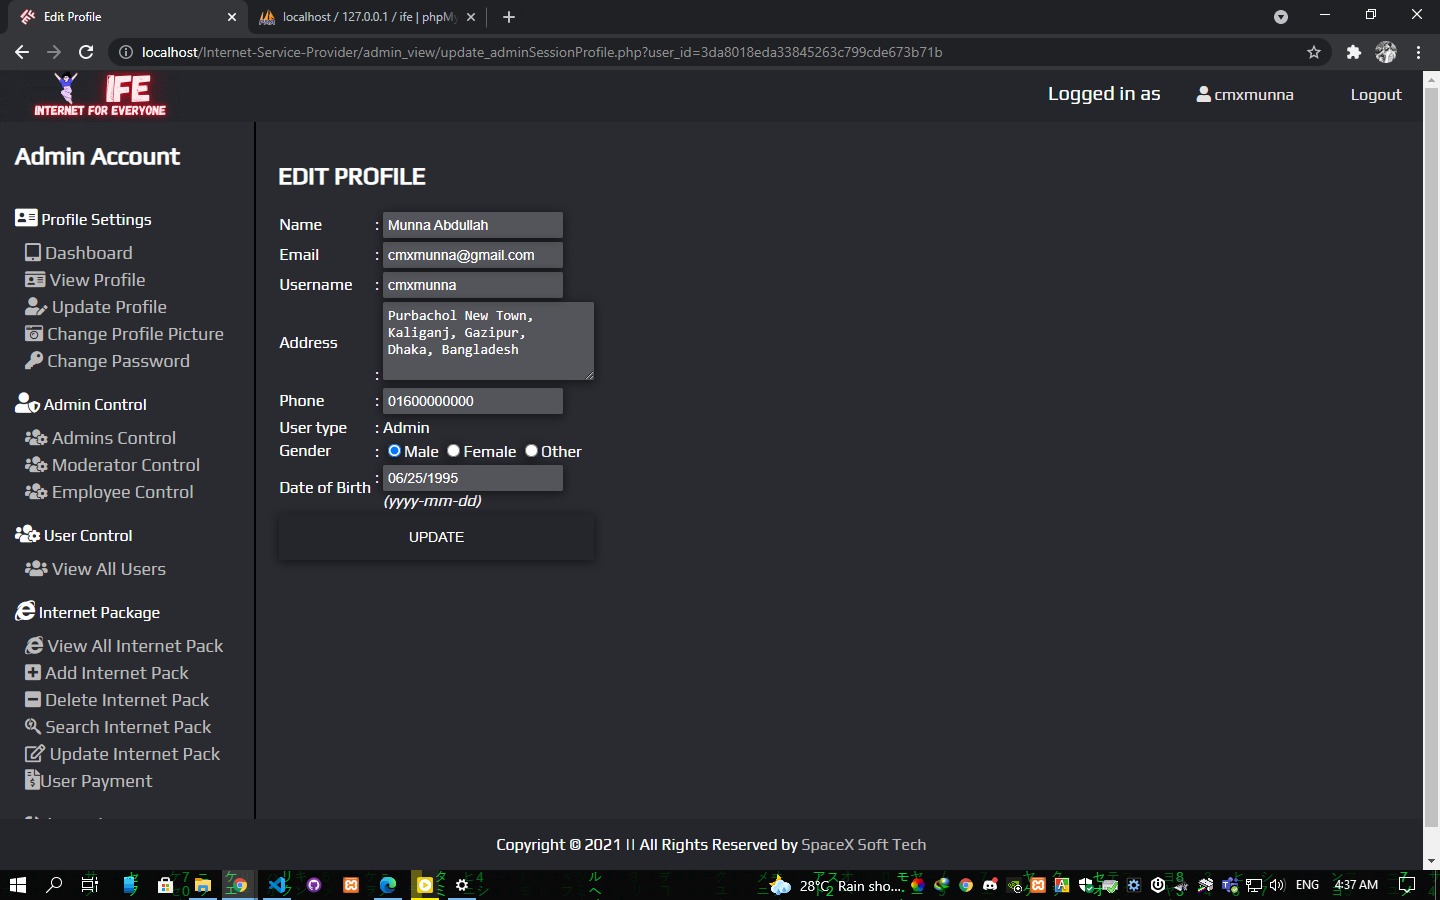 Edit Profile
localhost / 127.0.0.1 / ife | phpMy
localhost/Internet-Service-Provider/admin_view/update_adminSessionProfile.php?user_id=3da8018eda33845263c799cde673b71b
IFE
INTERNET FOR EVERYONE
Logged in as
cmxmunna
Logout
Admin Account
Profile Settings
Dashboard
View Profile
Update Profile
Change Profile Picture
Change Password
Admin Control
Admins Control
Moderator Control
Employee Control
User Control
View All Users
Internet Package
View All Internet Pack
Add Internet Pack
Delete Internet Pack
Search Internet Pack
Update Internet Pack
User Payment
EDIT PROFILE
Name : Munna Abdullah
Email : cmxmunna@gmail.com
Username : cmxmunna
Address : Purbachol New Town,
Kaliganj, Gazipur,
Dhaka, Bangladesh
Phone : 01600000000
User type : Admin
Gender : Male Female Other
Date of Birth : 06/25/1995
(yyyy-mm-dd)
UPDATE
Copyright © 2021 || All Rights Reserved by SpaceX Soft Tech
28°C Rain sho...
ENG
4:37 AM